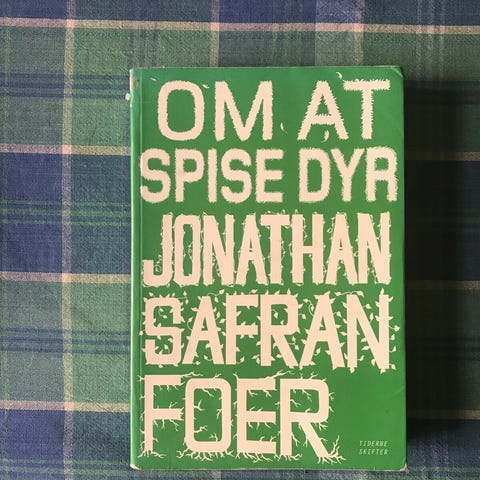 OM AT
SPISE DYR
JONATHAN
SAFRAN
FOER
TIDERNE
SKIFTER